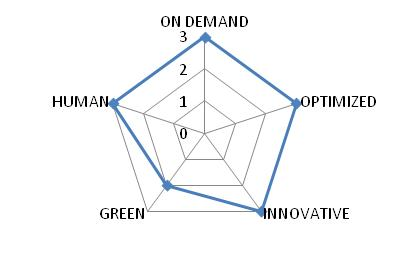 ON DEMAND
3
2
1
0
HUMAN
OPTIMIZED
GREEN
INNOVATIVE